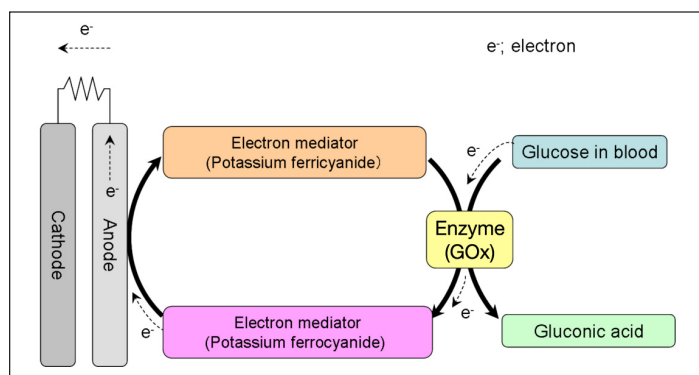 e-
e-; electron
Electron mediator
(Potassium ferricyanide)
e-
Glucose in blood
e-
Cathode
Anode
Enzyme
(GOx)
e-
Electron mediator
(Potassium ferrocyanide)
e-
Gluconic acid